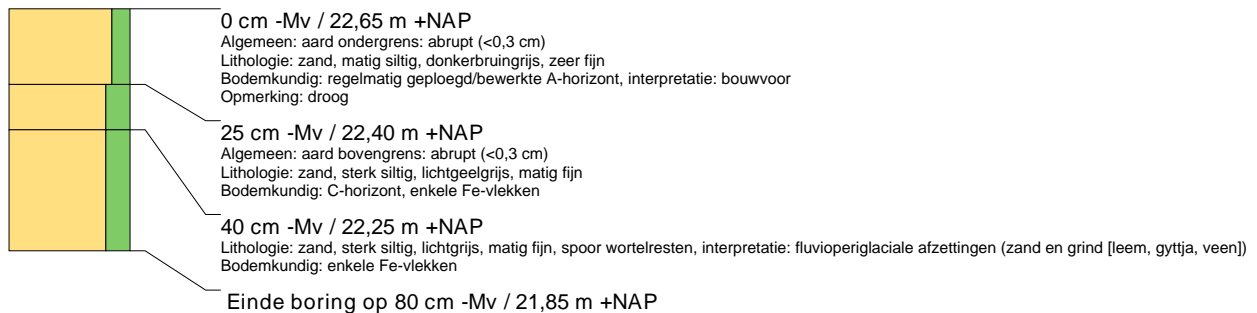 0 cm -Mv / 22,65 m +NAP
Algemeen: aard ondergrens: abrupt (<0,3 cm)
Lithologie: zand, matig siltig, donkerbruingrijs, zeer fijn
Bodemkundig: regelmatig geploegd/bewerkte A-horizont, interpretatie: bouwvoor
Opmerking: droog
25 cm -Mv / 22,40 m +NAP
Algemeen: aard bovengrens: abrupt (<0,3 cm)
Lithologie: zand, sterk siltig, lichtgeelgrijs, matig fijn
Bodemkundig: C-horizont, enkele Fe-vlekken
40 cm -Mv / 22,25 m +NAP
Lithologie: zand, sterk siltig, lichtgrijs, matig fijn, spoor wortelresten, interpretatie: fluvioperiglaciale afzettingen (zand en grind [leem, gyttja, veen])
Bodemkundig: enkele Fe-vlekken
Einde boring op 80 cm -Mv / 21,85 m +NAP